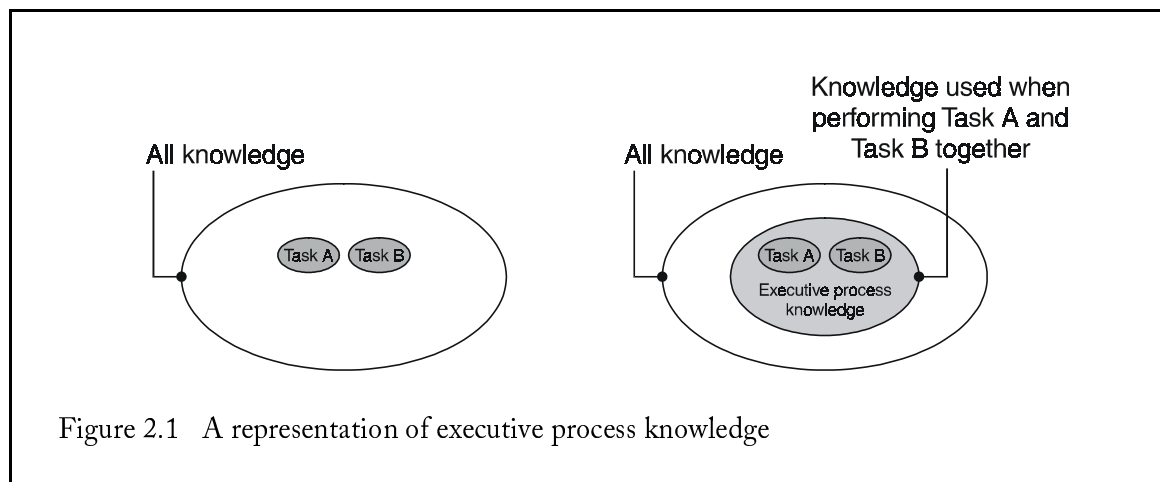 All knowledge
Task A
Task B
Knowledge used when
performing Task A and
Task B together
All knowledge
Task A
Task B
Executive process
knowledge
Figure 2.1 A representation of executive process knowledge